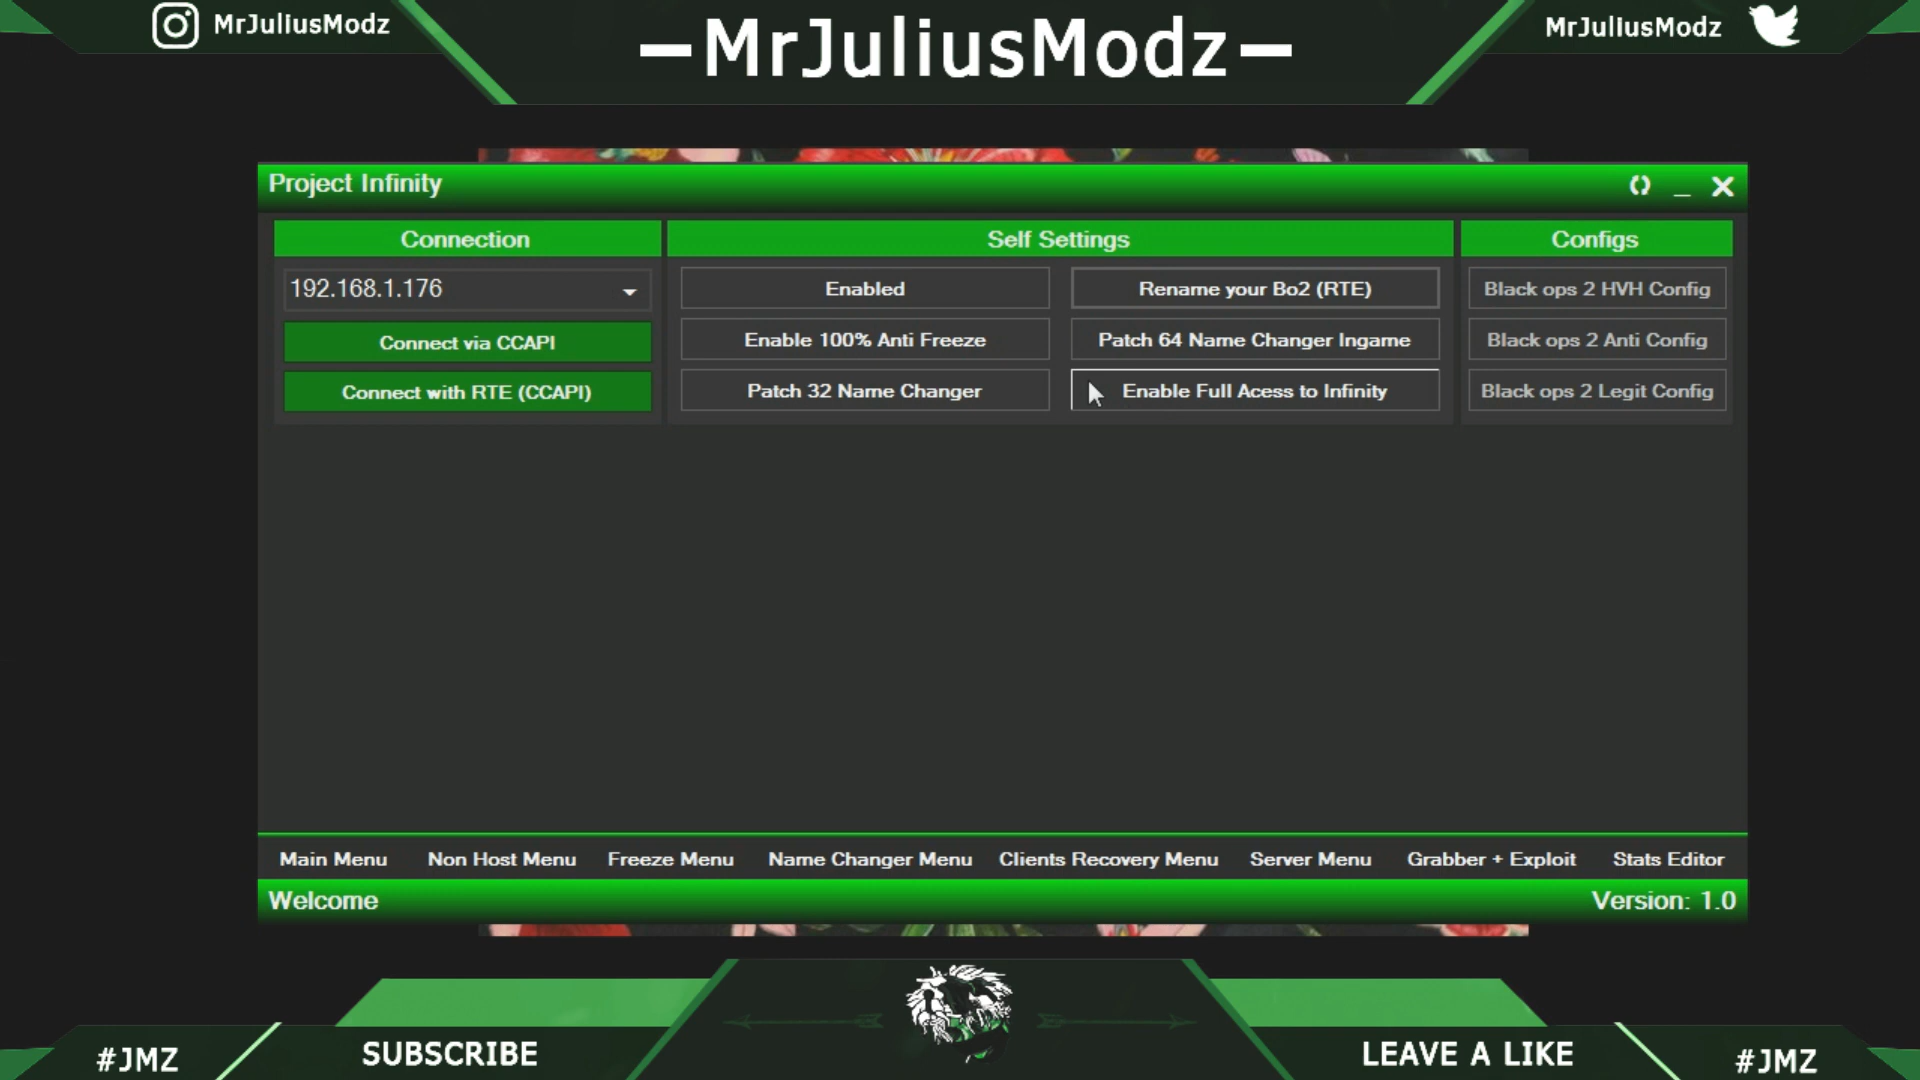 MrJuliusModz
—MrJuliusModz—
MrJuliusModz
Project Infinity
Connection
Self Settings
Configs
192.168.1.176
Enabled
Rename your Bo2 (RTE)
Black ops 2 HVH Config
Connect via CCAPI
Enable 100% Anti Freeze
Patch 64 Name Changer Ingame
Black ops 2 Anti Config
Connect with RTE (CCAPI)
Patch 32 Name Changer
Enable Full Acess to Infinity
Black ops 2 Legit Config
Main Menu
Non Host Menu
Freeze Menu
Name Changer Menu
Clients Recovery Menu
Server Menu
Grabber + Exploit
Stats Editor
Welcome
Version: 1.0
#JMZ
SUBSCRIBE
LEAVE A LIKE
#JMZ